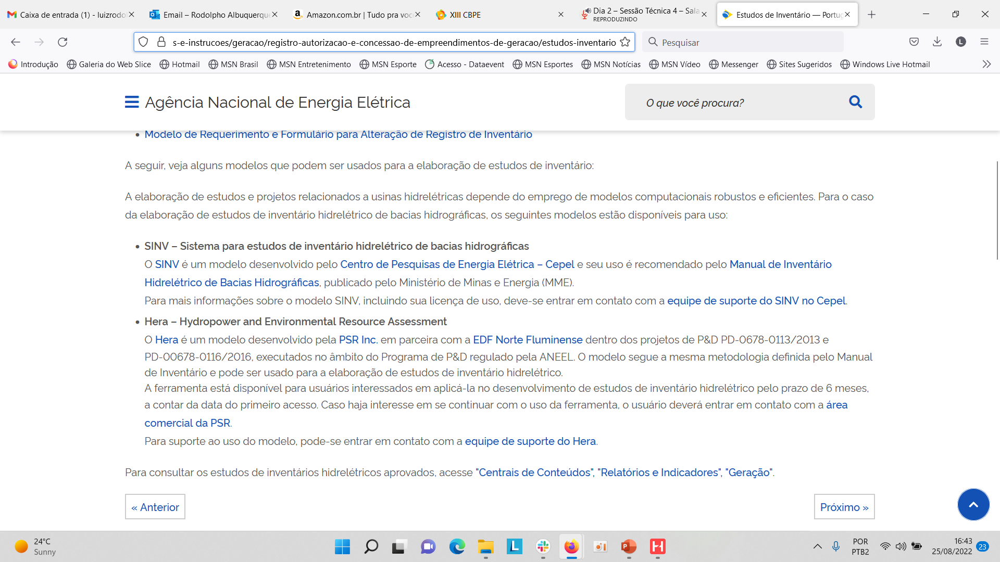 Caixa de entrada (1) - luizrodol
Email – Rodolpho Albuquerque
Amazon.com.br | Tudo pra você
XIII CBPE
Dia 2 – Sessão Técnica 4 – Sala
REPRODUZINDO
Estudos de Inventário — Portug
s-e-instrucoes/geracao/registro-autorizacao-e-concessao-de-empreendimentos-de-geracao/estudos-inventario
Pesquisar
L
Introdução
Galeria do Web Slice
Hotmail
MSN Brasil
MSN Entretenimento
MSN Esporte
Acesso - Dataevent
MSN Esportes
MSN Notícias
MSN Vídeo
Messenger
Sites Sugeridos
Windows Live Hotmail
Agência Nacional de Energia Elétrica
O que você procura?
• Modelo de Requerimento e Formulário para Alteração de Registro de Inventário
A seguir, veja alguns modelos que podem ser usados para a elaboração de estudos de inventário:
A elaboração de estudos e projetos relacionados a usinas hidrelétricas depende do emprego de modelos computacionais robustos e eficientes. Para o caso
da elaboração de estudos de inventário hidrelétrico de bacias hidrográficas, os seguintes modelos estão disponíveis para uso:
• SINV – Sistema para estudos de inventário hidrelétrico de bacias hidrográficas
O SINV é um modelo desenvolvido pelo Centro de Pesquisas de Energia Elétrica – Cepel e seu uso é recomendado pelo Manual de Inventário
Hidrelétrico de Bacias Hidrográficas, publicado pelo Ministério de Minas e Energia (MME).
Para mais informações sobre o modelo SINV, incluindo sua licença de uso, deve-se entrar em contato com a equipe de suporte do SINV no Cepel.
• Hera – Hydropower and Environmental Resource Assessment
O Hera é um modelo desenvolvido pela PSR Inc. em parceira com a EDF Norte Fluminense dentro dos projetos de P&D PD-0678-0113/2013 e
PD-00678-0116/2016, executados no âmbito do Programa de P&D regulado pela ANEEL. O modelo segue a mesma metodologia definida pelo Manual
de Inventário e pode ser usado para a elaboração de estudos de inventário hidrelétrico.
A ferramenta está disponível para usuários interessados em aplicá-la no desenvolvimento de estudos de inventário hidrelétrico pelo prazo de 6 meses,
a contar da data do primeiro acesso. Caso haja interesse em se continuar com o uso da ferramenta, o usuário deverá entrar em contato com a área
comercial da PSR.
Para suporte ao uso do modelo, pode-se entrar em contato com a equipe de suporte do Hera.
Para consultar os estudos de inventários hidrelétricos aprovados, acesse "Centrais de Conteúdos", "Relatórios e Indicadores", "Geração".
« Anterior
Próximo »
24°C
Sunny
POR
PTB2
16:43
25/08/2022
23